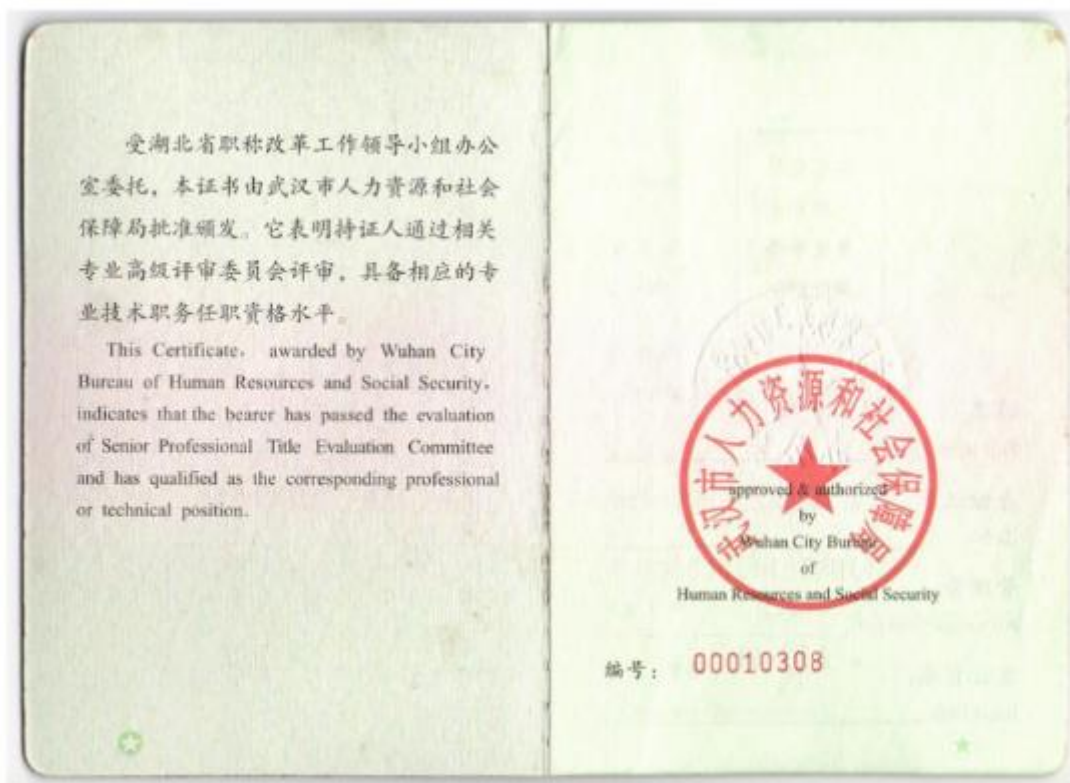 受湖北省职称改革工作领导小组办公
室委托，本证书由武汉市人力资源和社会
保障局批准颁发。它表明持证人通过相关
专业高级评审委员会评审，具备相应的专
业技术职务任职资格水平。
This Certificate, awarded by Wuhan City
Bureau of Human Resources and Social Security,
indicates that the bearer has passed the evaluation
of Senior Professional Title Evaluation Committee
and has qualified as the corresponding professional
or technical position.
武汉市人力资源和社会保障局
approved & authorized
by
Wuhan City Bureau
of
Human Resources and Social Security
编号： 00010308